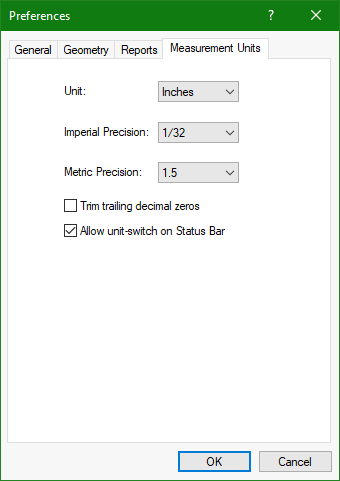 Preferences ?
General Geometry Reports Measurement Units
Unit: Inches
Imperial Precision: 1/32
Metric Precision: 1.5
Trim trailing decimal zeros
Allow unit-switch on Status Bar
OK Cancel